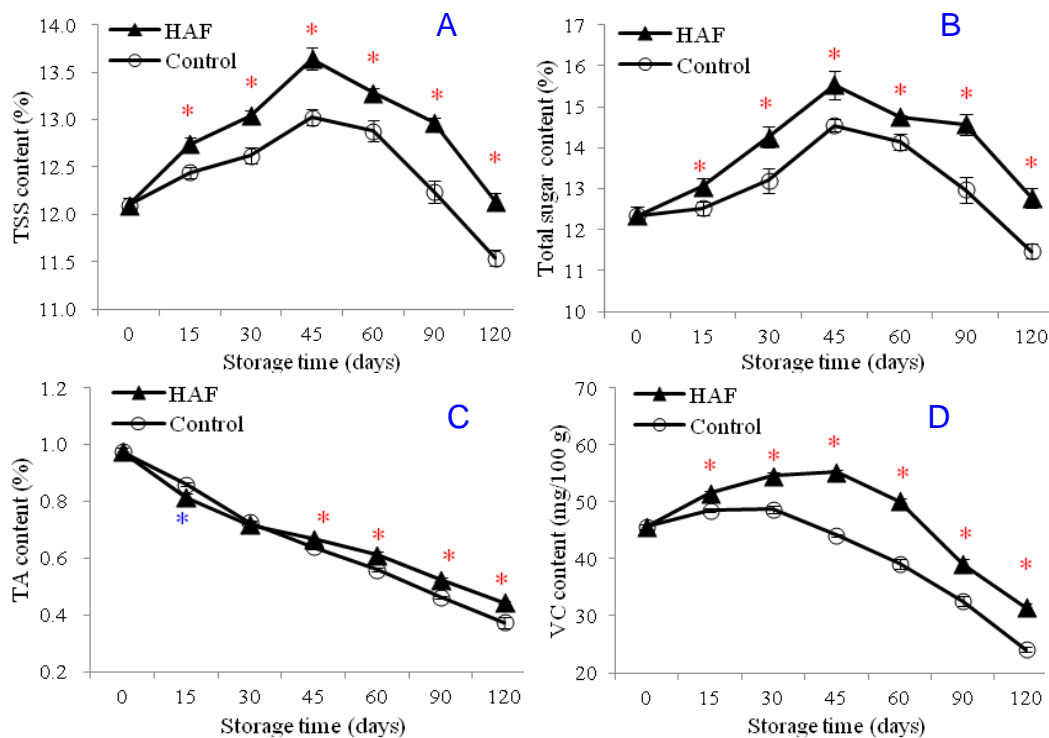 A
HAF
Control
TSS content (%)
14.0
13.5
13.0
12.5
12.0
11.5
11.0
* * * * * *
0 15 30 45 60 90 120
Storage time (days)
B
HAF
Control
Total sugar content (%)
17
16
15
14
13
12
11
10
* * * * * *
0 15 30 45 60 90 120
Storage time (days)
C
HAF
Control
TA content (%)
1.2
1.0
0.8
0.6
0.4
0.2
* * * * *
0 15 30 45 60 90 120
Storage time (days)
D
HAF
Control
VC content (mg/100 g)
70
60
50
40
30
20
* * * * * *
0 15 30 45 60 90 120
Storage time (days)